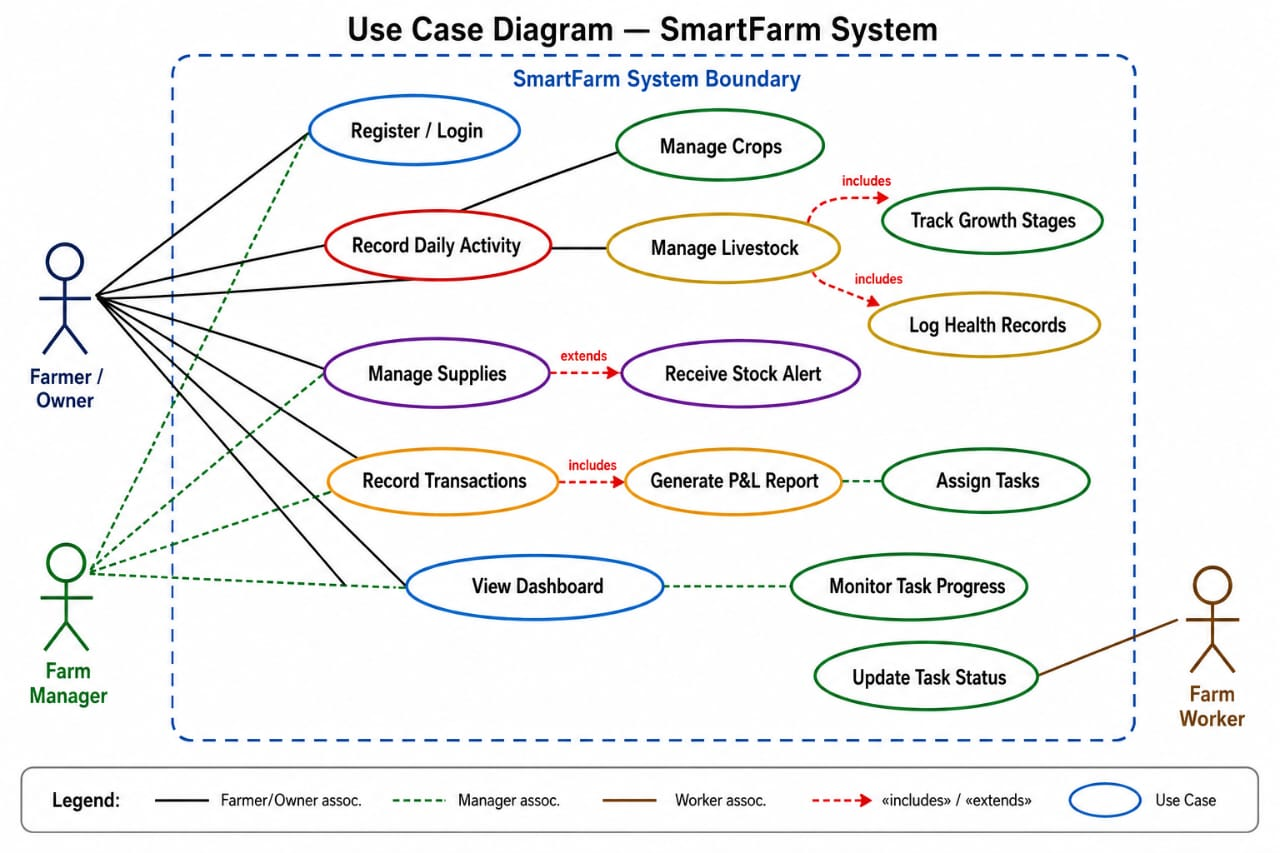 Use Case Diagram — SmartFarm System
SmartFarm System Boundary
Register / Login
Manage Crops
includes
Track Growth Stages
Record Daily Activity
Manage Livestock
includes
Log Health Records
Farmer /
Owner
Manage Supplies
extends
Receive Stock Alert
Record Transactions
includes
Generate P&L Report
Assign Tasks
View Dashboard
Monitor Task Progress
Farm
Manager
Update Task Status
Farm
Worker
Legend:
Farmer/Owner assoc.
Manager assoc.
Worker assoc.
«includes» / «extends»
Use Case